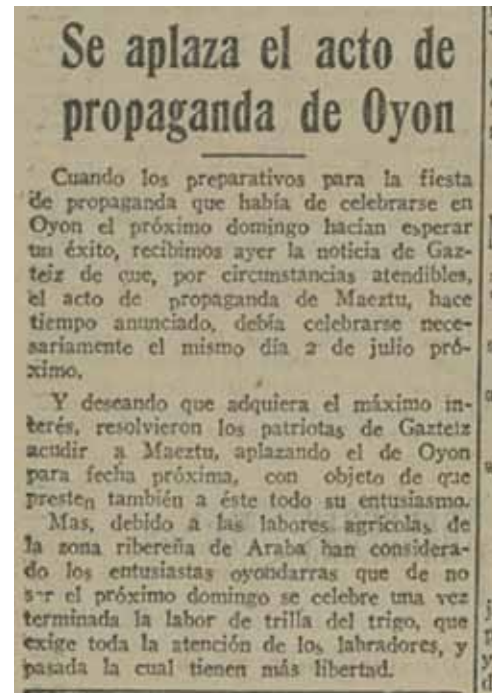 Se aplaza el acto de
propaganda de Oyon
Cuando los preparativos para la fiesta
de propaganda que había de celebrarse en
Oyon el próximo domingo hacían esperar
un éxito, recibimos ayer la noticia de Gaz-
teiz de que, por circunstancias atendibles,
el acto de propaganda de Maeztu, hace
tiempo anunciado, debía celebrarse nece-
sariamente el mismo día 2 de julio pró-
ximo.
Y deseando que adquiera el máximo in-
terés, resolvieron los patriotas de Gazteiz
acudir a Maeztu, aplazando el de Oyon
para fecha próxima, con objeto de que
presten también a éste todo su entusiasmo.
Mas, debido a las labores agrícolas de
la zona ribereña de Araba han considera-
do los entusiastas oyondarras que de no
ser el próximo domingo se celebre una vez
terminada la labor de trilla del trigo, que
exige toda la atención de los labradores, y
pasada la cual tienen más libertad.